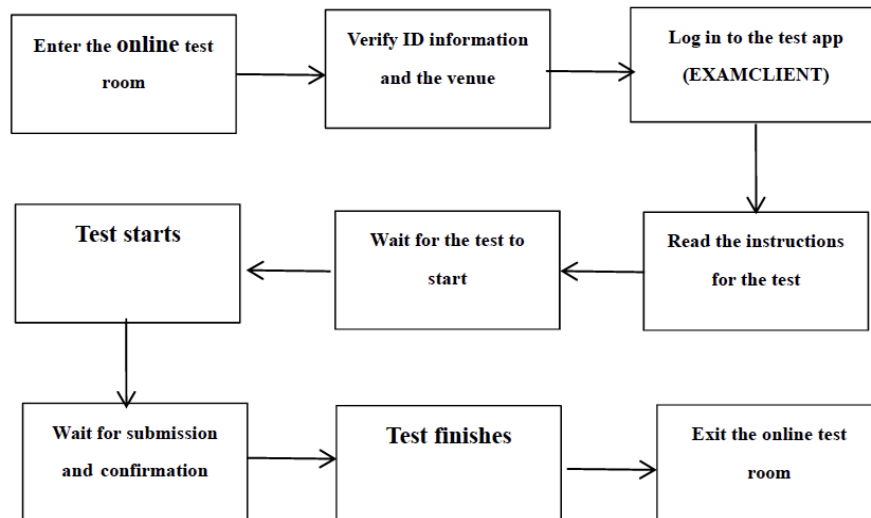 Enter the online test
room
Verify ID information
and the venue
Log in to the test app
(EXAMCLIENT)
Read the instructions
for the test
Wait for the test to
start
Test starts
Wait for submission
and confirmation
Test finishes
Exit the online test
room